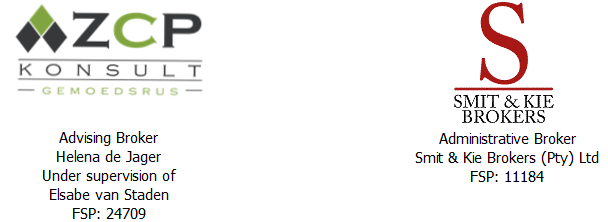 ZCP
KONSULT
GEMOEDSRUS
Advising Broker
Helena de Jager
Under supervision of
Elsabe van Staden
FSP: 24709
S
SMIT & KIE
BROKERS
Administrative Broker
Smit & Kie Brokers (Pty) Ltd
FSP: 11184